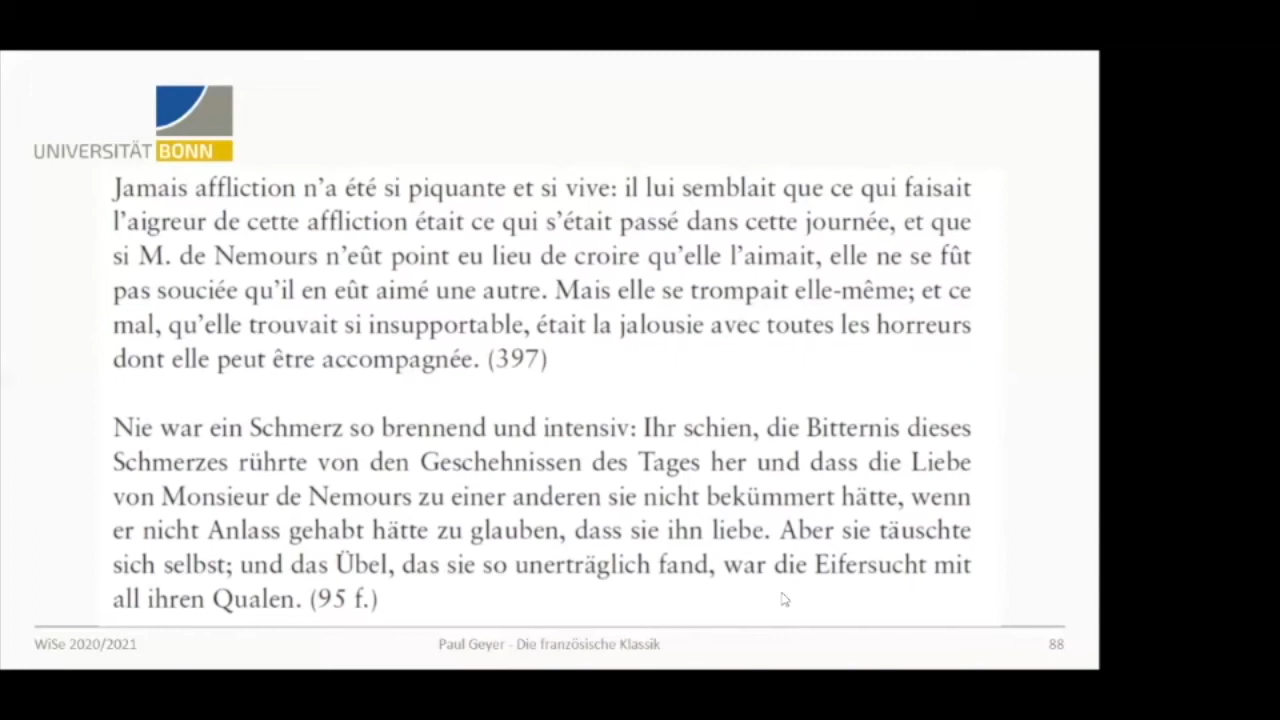 UNIVERSITÄT BONN
Jamais affliction n’a été si piquante et si vive: il lui semblait que ce qui faisait
l’aigreur de cette affliction était ce qui s’était passé dans cette journée, et que
si M. de Nemours n’eût point eu lieu de croire qu’elle l’aimait, elle ne se fût
pas souciée qu’il en eût aimé une autre. Mais elle se trompait elle-même; et ce
mal, qu’elle trouvait si insupportable, était la jalousie avec toutes les horreurs
dont elle peut être accompagnée. (397)
Nie war ein Schmerz so brennend und intensiv: Ihr schien, die Bitternis dieses
Schmerzes rührte von den Geschehnissen des Tages her und dass die Liebe
von Monsieur de Nemours zu einer anderen sie nicht bekümmert hätte, wenn
er nicht Anlass gehabt hätte zu glauben, dass sie ihn liebe. Aber sie täuschte
sich selbst; und das Übel, das sie so unerträglich fand, war die Eifersucht mit
all ihren Qualen. (95 f.)
WiSe 2020/2021 Paul Geyer - Die französische Klassik 88